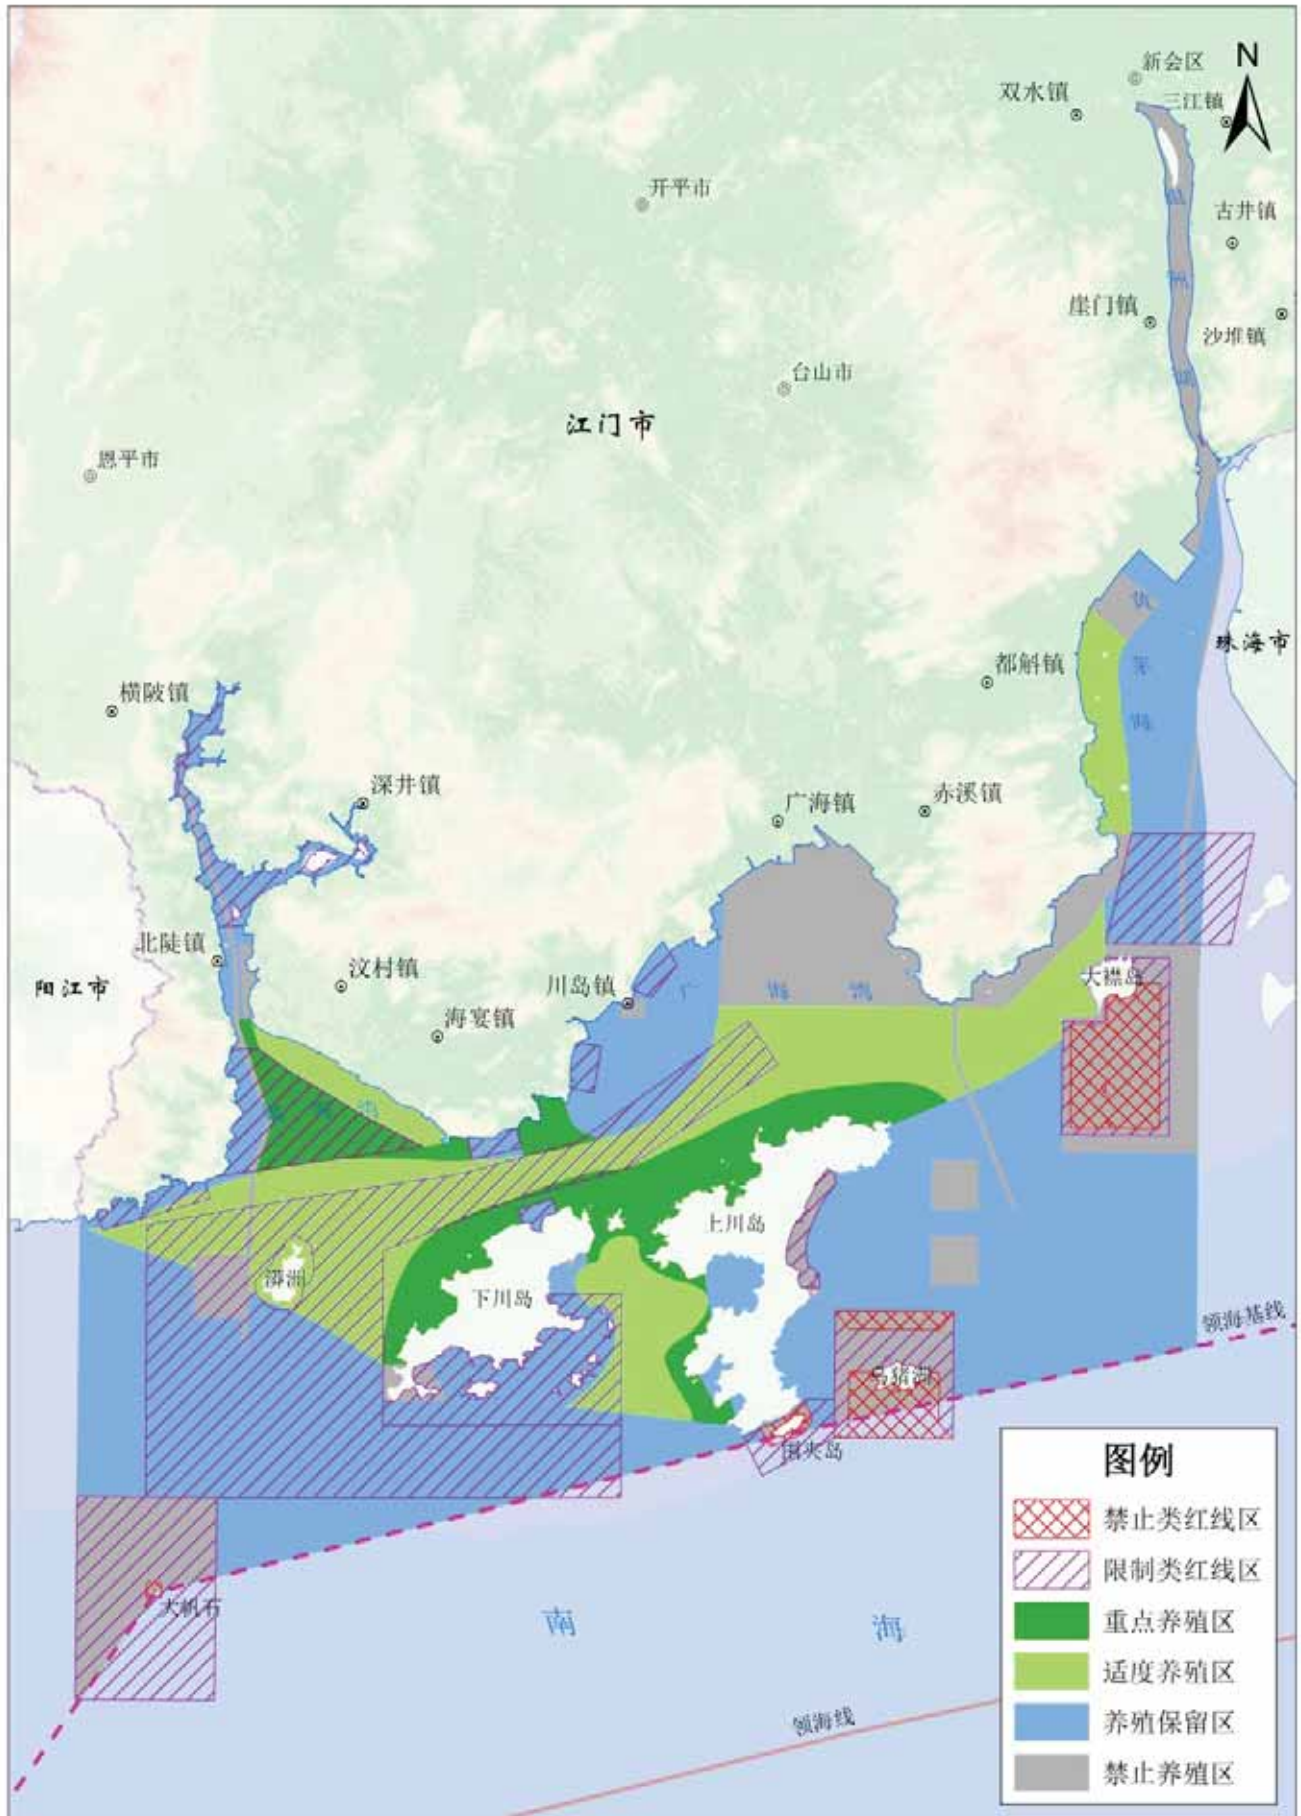 N
新会区
双水镇
三江镇
开平市
古井镇
崖门镇
沙堆镇
台山市
江门市
恩平市
珠海市
都斛镇
横陂镇
深井镇
广海镇
赤溪镇
北陡镇
汶村镇
川岛镇
大襟岛
阳江市
海宴镇
广 海 湾
上川岛
漭洲
下川岛
领海基线
乌猪洲
围夹岛
大帆石
南 海
领海线
图例
禁止类红线区
限制类红线区
重点养殖区
适度养殖区
养殖保留区
禁止养殖区